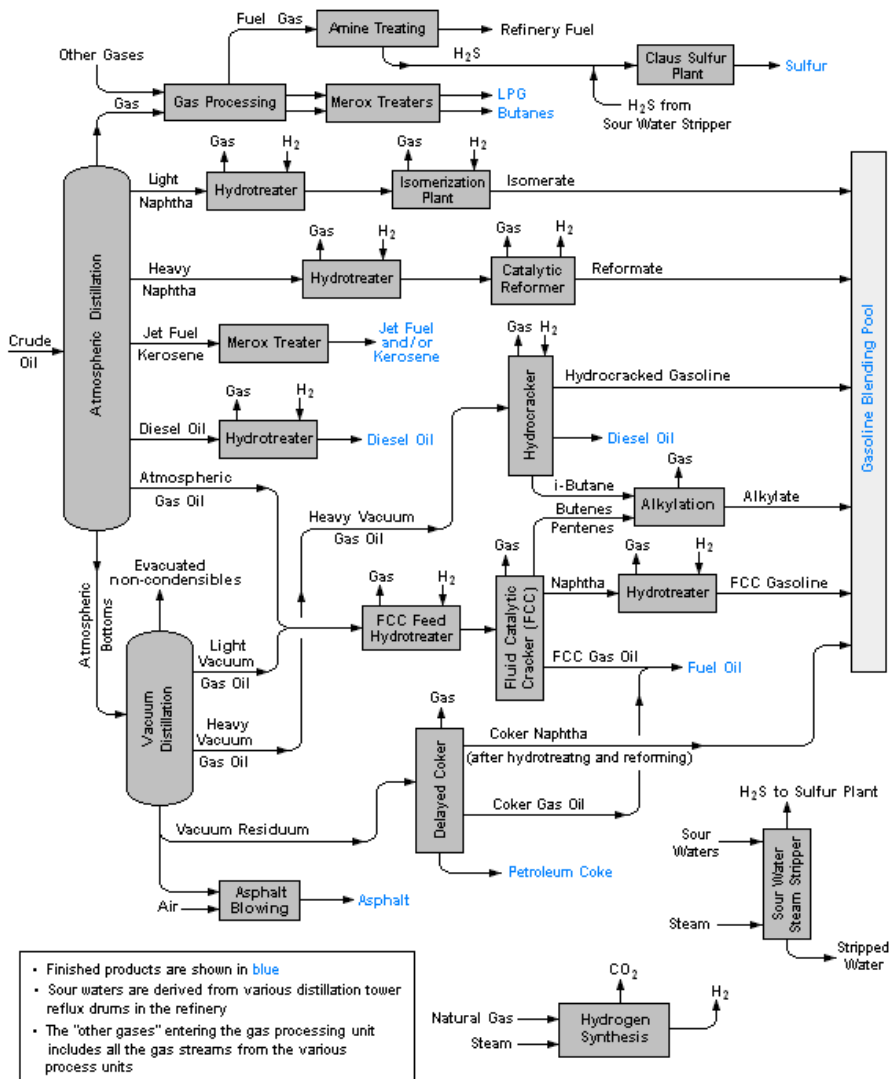 Fuel Gas
Amine Treating
Refinery Fuel
Other Gases
H2S
Claus Sulfur
Plant
Sulfur
Gas
Gas Processing
Merox Treaters
LPG
Butanes
H2S from
Sour Water Stripper
Gas
H2
Gas
H2
Light
Naphtha
Hydrotreater
Isomerization
Plant
Isomerate
Gas
H2
Gas
H2
Heavy
Naphtha
Hydrotreater
Catalytic
Reformer
Reformate
Crude
Oil
Atmospheric Distillation
Jet Fuel
Kerosene
Merox Treater
Jet Fuel
and/or
Kerosene
Gas
H2
Hydrocracker
Hydrocracked Gasoline
Gasoline Blending Pool
Gas
H2
Diesel Oil
Hydrotreater
Diesel Oil
Diesel Oil
Atmospheric
Gas Oil
i-Butane
Gas
Butenes
Pentenes
Alkylation
Alkylate
Heavy Vacuum
Gas Oil
Evacuated
non-condensibles
Atmospheric
Bottoms
Gas
H2
FCC Feed
Hydrotreater
Gas
Fluid Catalytic
Cracker (FCC)
Naphtha
Gas
H2
Hydrotreater
FCC Gasoline
Light
Vacuum
Gas Oil
FCC Gas Oil
Fuel Oil
Vacuum
Distillation
Heavy
Vacuum
Gas Oil
Gas
Delayed Coker
Coker Naphtha
(after hydrotreatng and reforming)
Coker Gas Oil
Vacuum Residuum
Petroleum Coke
Air
Asphalt
Blowing
Asphalt
H2S to Sulfur Plant
Sour
Waters
Sour Water
Steam Stripper
Steam
Stripped
Water
• Finished products are shown in blue
• Sour waters are derived from various distillation tower
reflux drums in the refinery
• The "other gases" entering the gas processing unit
includes all the gas streams from the various
process units
CO2
H2
Natural Gas
Steam
Hydrogen
Synthesis